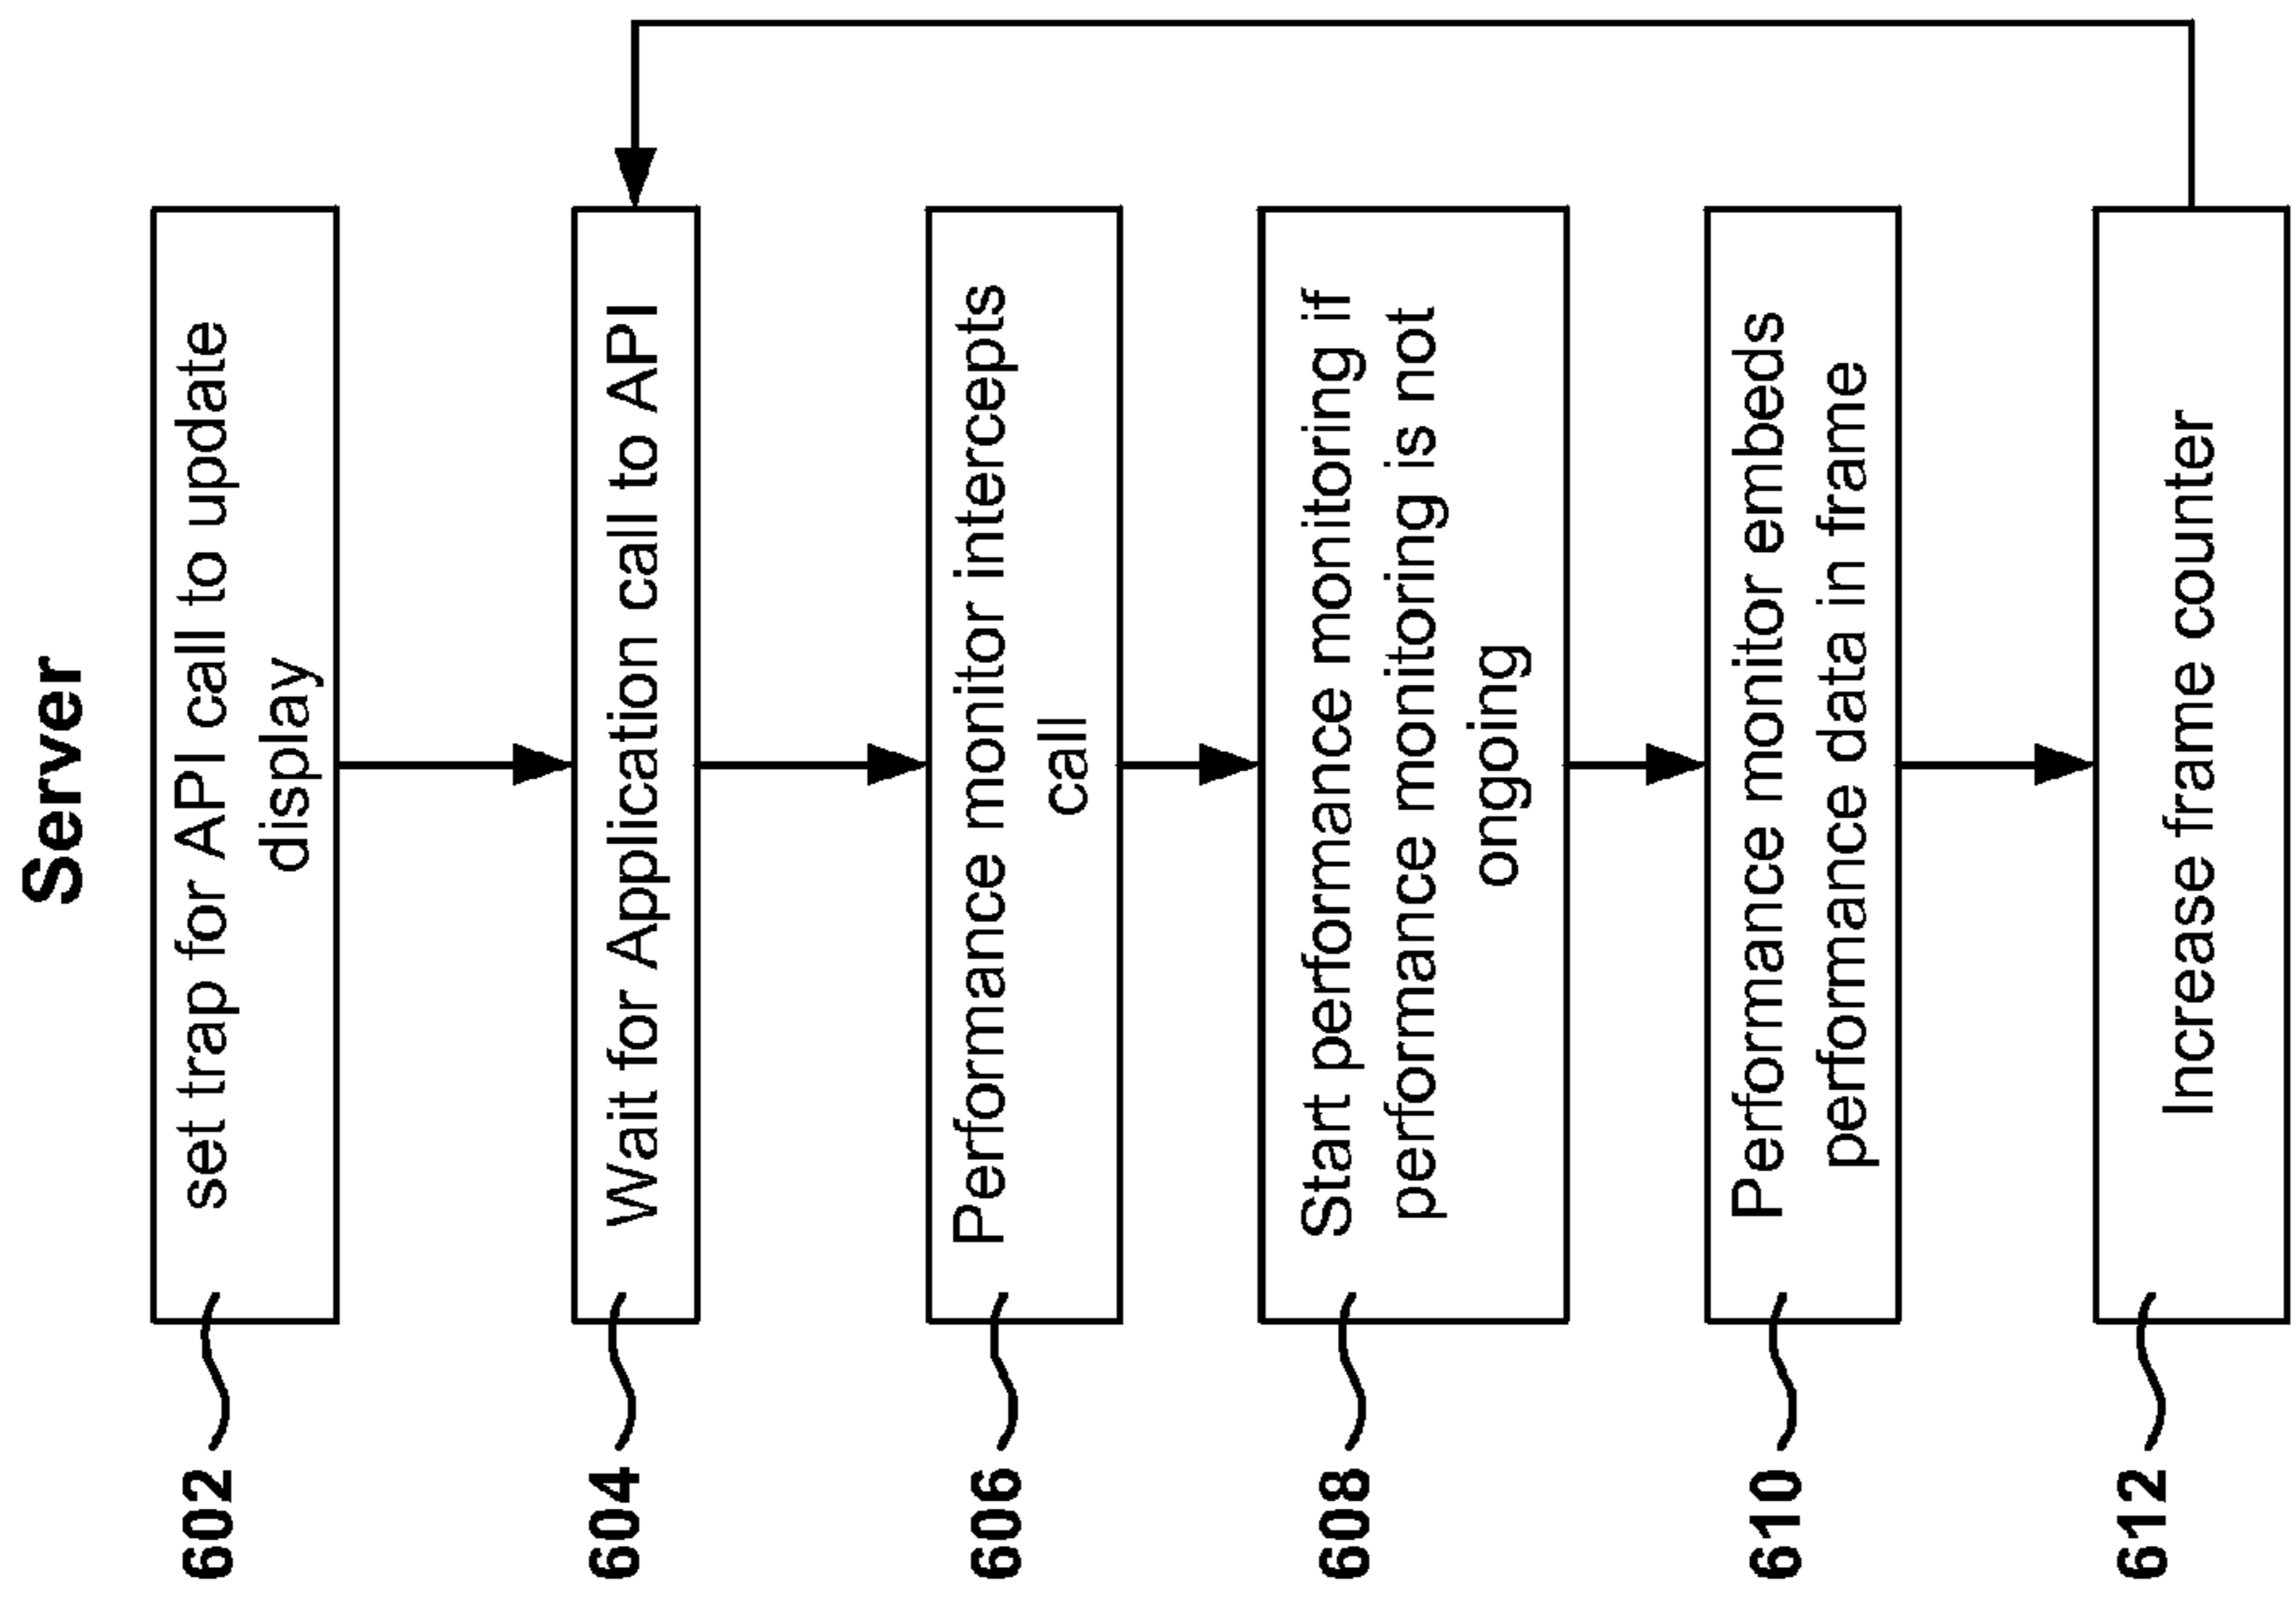 Server
602
set trap for API call to update
display
604
Wait for Application call to API
606
Performance monitor intercepts
call
608
Start performance monitoring if
performance monitoring is not
ongoing
610
Performance monitor embeds
performance data in frame
612
Increase frame counter